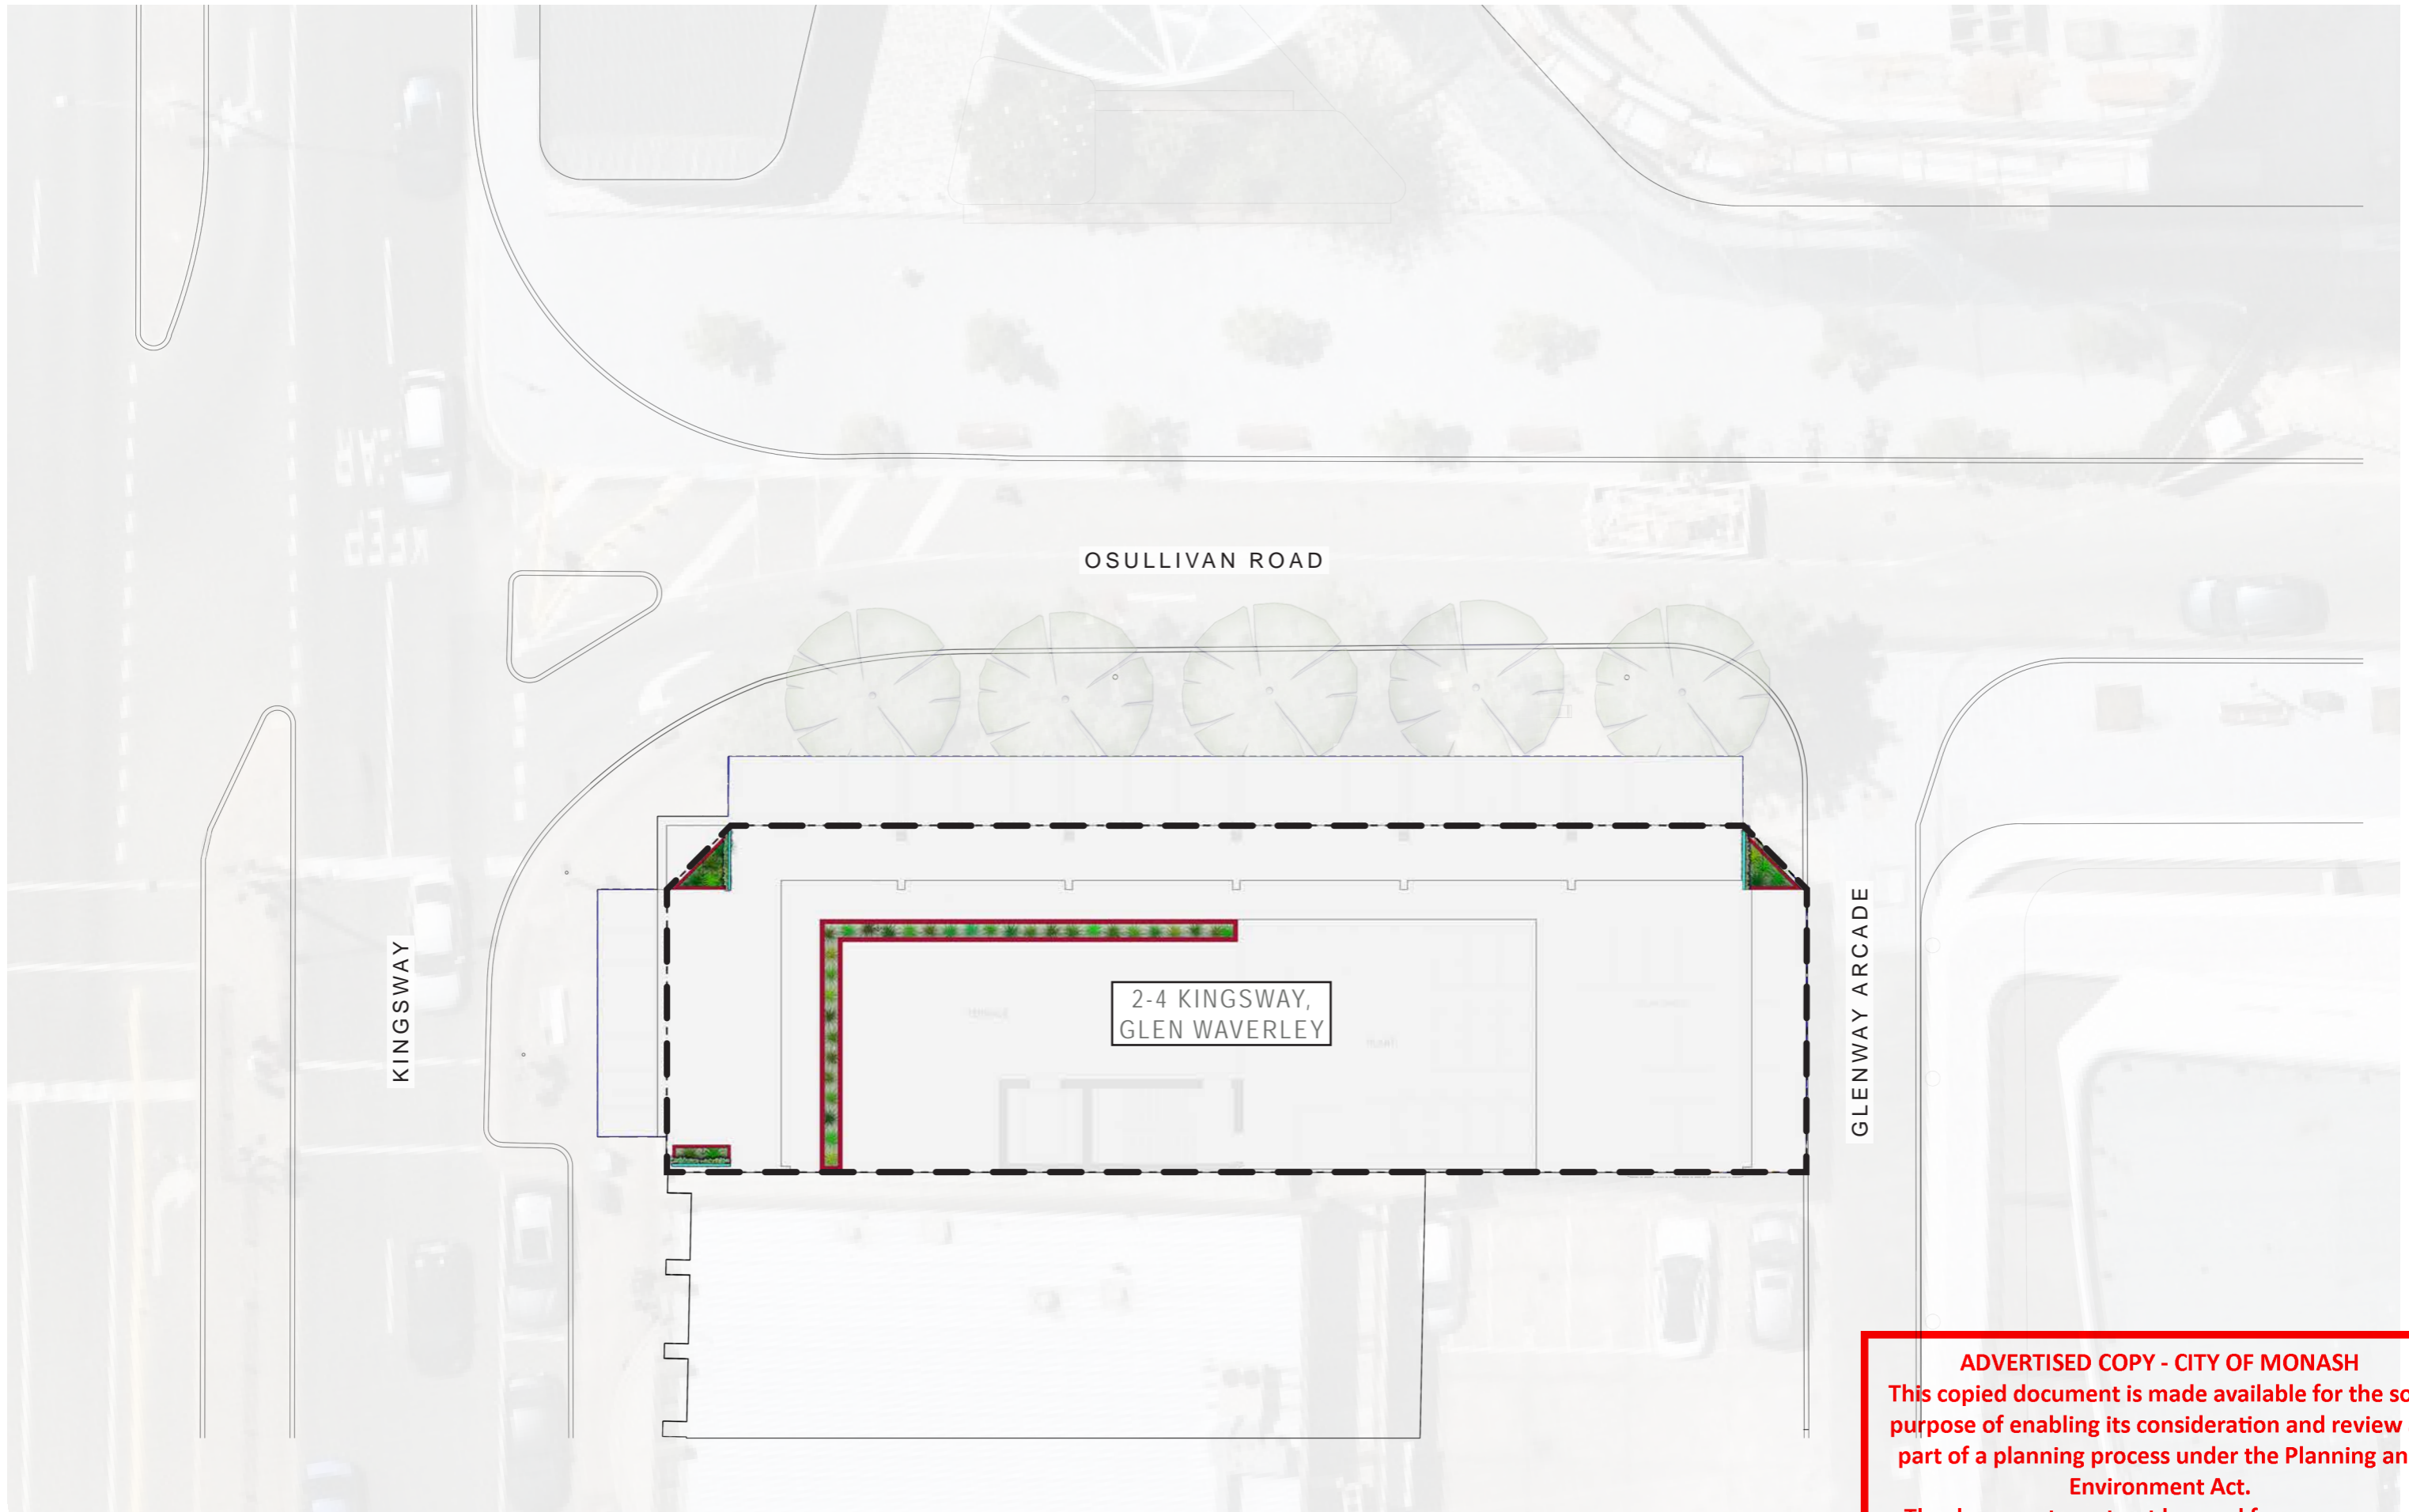 OSULLIVAN ROAD
KINGSWAY
2-4 KINGSWAY,
GLEN WAVERLEY
GLENWAY ARCADE
KEEP
ADVERTISED COPY - CITY OF MONASH
This copied document is made available for the so
purpose of enabling its consideration and review
part of a planning process under the Planning an
Environment Act.